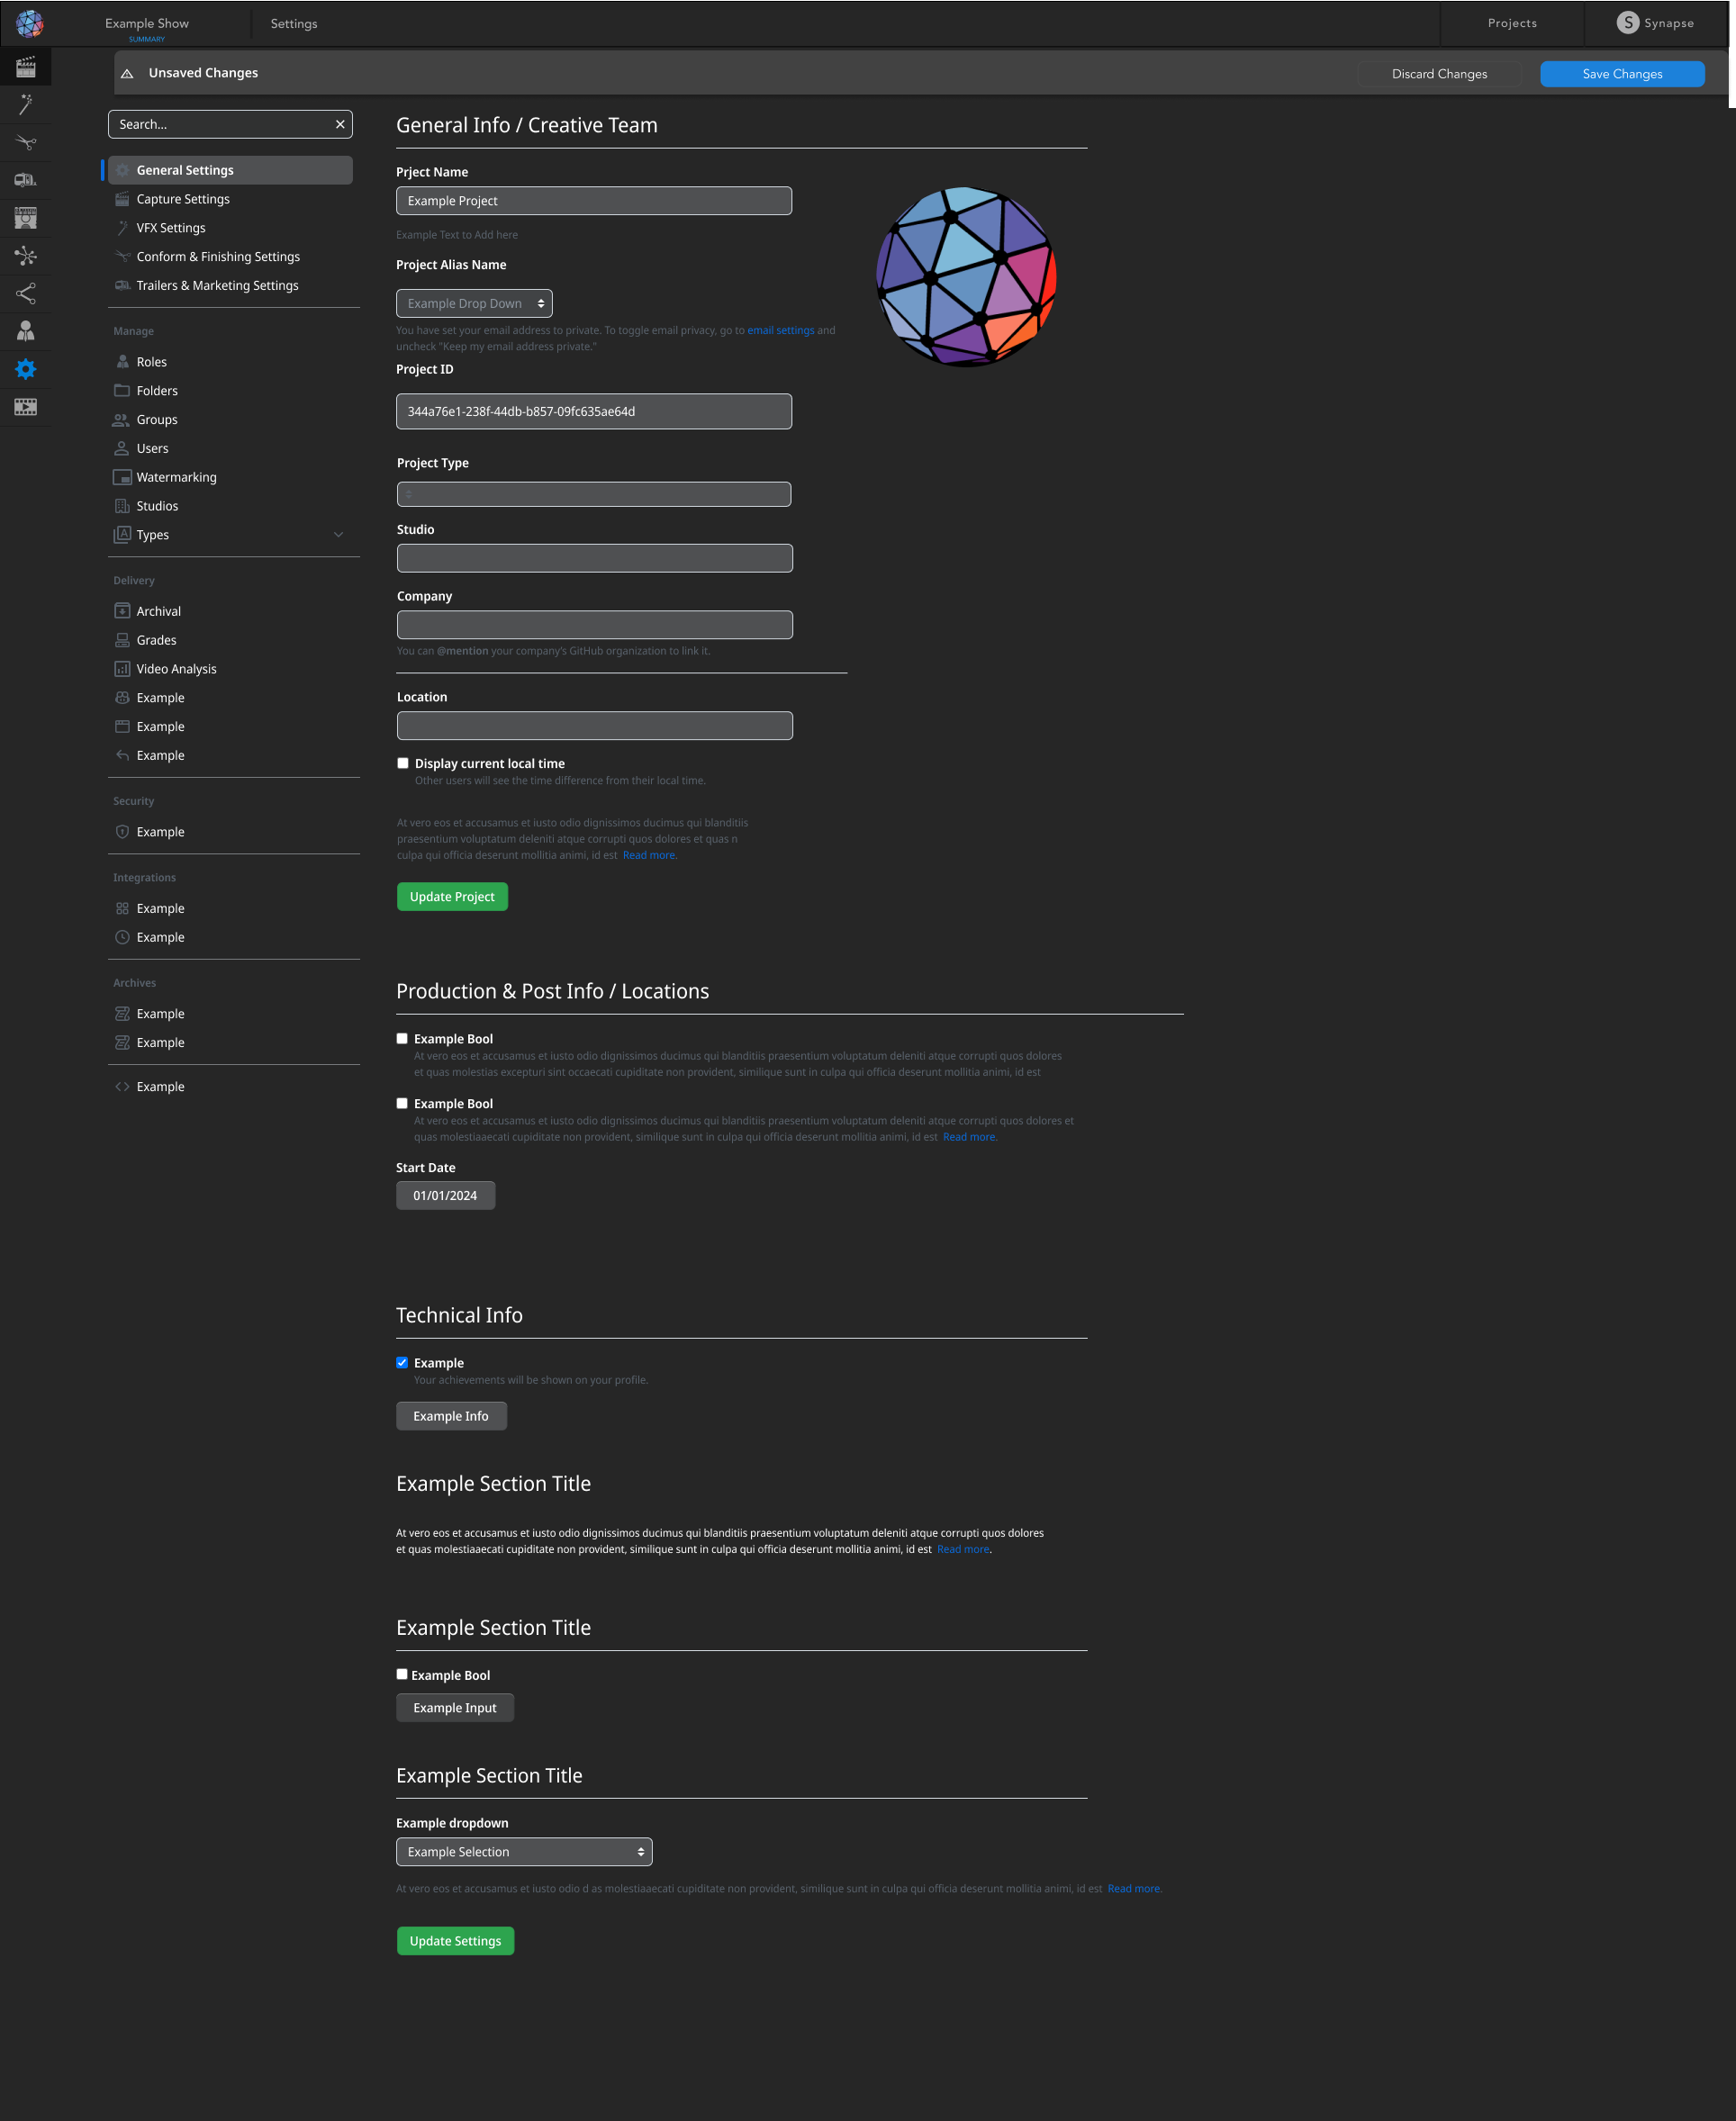 Example Show
SUMMARY
Settings
Projects
S Synapse
Unsaved Changes
Discard Changes
Save Changes
Search...
General Settings
Capture Settings
VFX Settings
Conform & Finishing Settings
Trailers & Marketing Settings
Manage
Roles
Folders
Groups
Users
Watermarking
Studios
Types
Delivery
Archival
Grades
Video Analysis
Example
Example
Example
Security
Example
Integrations
Example
Example
Archives
Example
Example
Example
General Info / Creative Team
Prject Name
Example Project
Example Text to Add here
Project Alias Name
Example Drop Down
You have set your email address to private. To toggle email privacy, go to email settings and
uncheck "Keep my email address private."
Project ID
344a76e1-238f-44db-b857-09fc635ae64d
Project Type
Studio
Company
You can @mention your company's GitHub organization to link it.
Location
Display current local time
Other users will see the time difference from their local time.
At vero eos et accusamus et iusto odio dignissimos ducimus qui blanditiis
praesentium voluptatum deleniti atque corrupti quos dolores et quas n
culpa qui officia deserunt mollitia animi, id est Read more.
Update Project
Production & Post Info / Locations
Example Bool
At vero eos et accusamus et iusto odio dignissimos ducimus qui blanditiis praesentium voluptatum deleniti atque corrupti quos dolores
et quas molestias excepturi sint occaecati cupiditate non provident, similique sunt in culpa qui officia deserunt mollitia animi, id est
Example Bool
At vero eos et accusamus et iusto odio dignissimos ducimus qui blanditiis praesentium voluptatum deleniti atque corrupti quos dolores et
quas molestiaaecati cupiditate non provident, similique sunt in culpa qui officia deserunt mollitia animi, id est Read more.
Start Date
01/01/2024
Technical Info
Example
Your achievements will be shown on your profile.
Example Info
Example Section Title
At vero eos et accusamus et iusto odio dignissimos ducimus qui blanditiis praesentium voluptatum deleniti atque corrupti quos dolores
et quas molestiaaecati cupiditate non provident, similique sunt in culpa qui officia deserunt mollitia animi, id est Read more.
Example Section Title
Example Bool
Example Input
Example Section Title
Example dropdown
Example Selection
At vero eos et accusamus et iusto odio d as molestiaaecati cupiditate non provident, similique sunt in culpa qui officia deserunt mollitia animi, id est Read more.
Update Settings